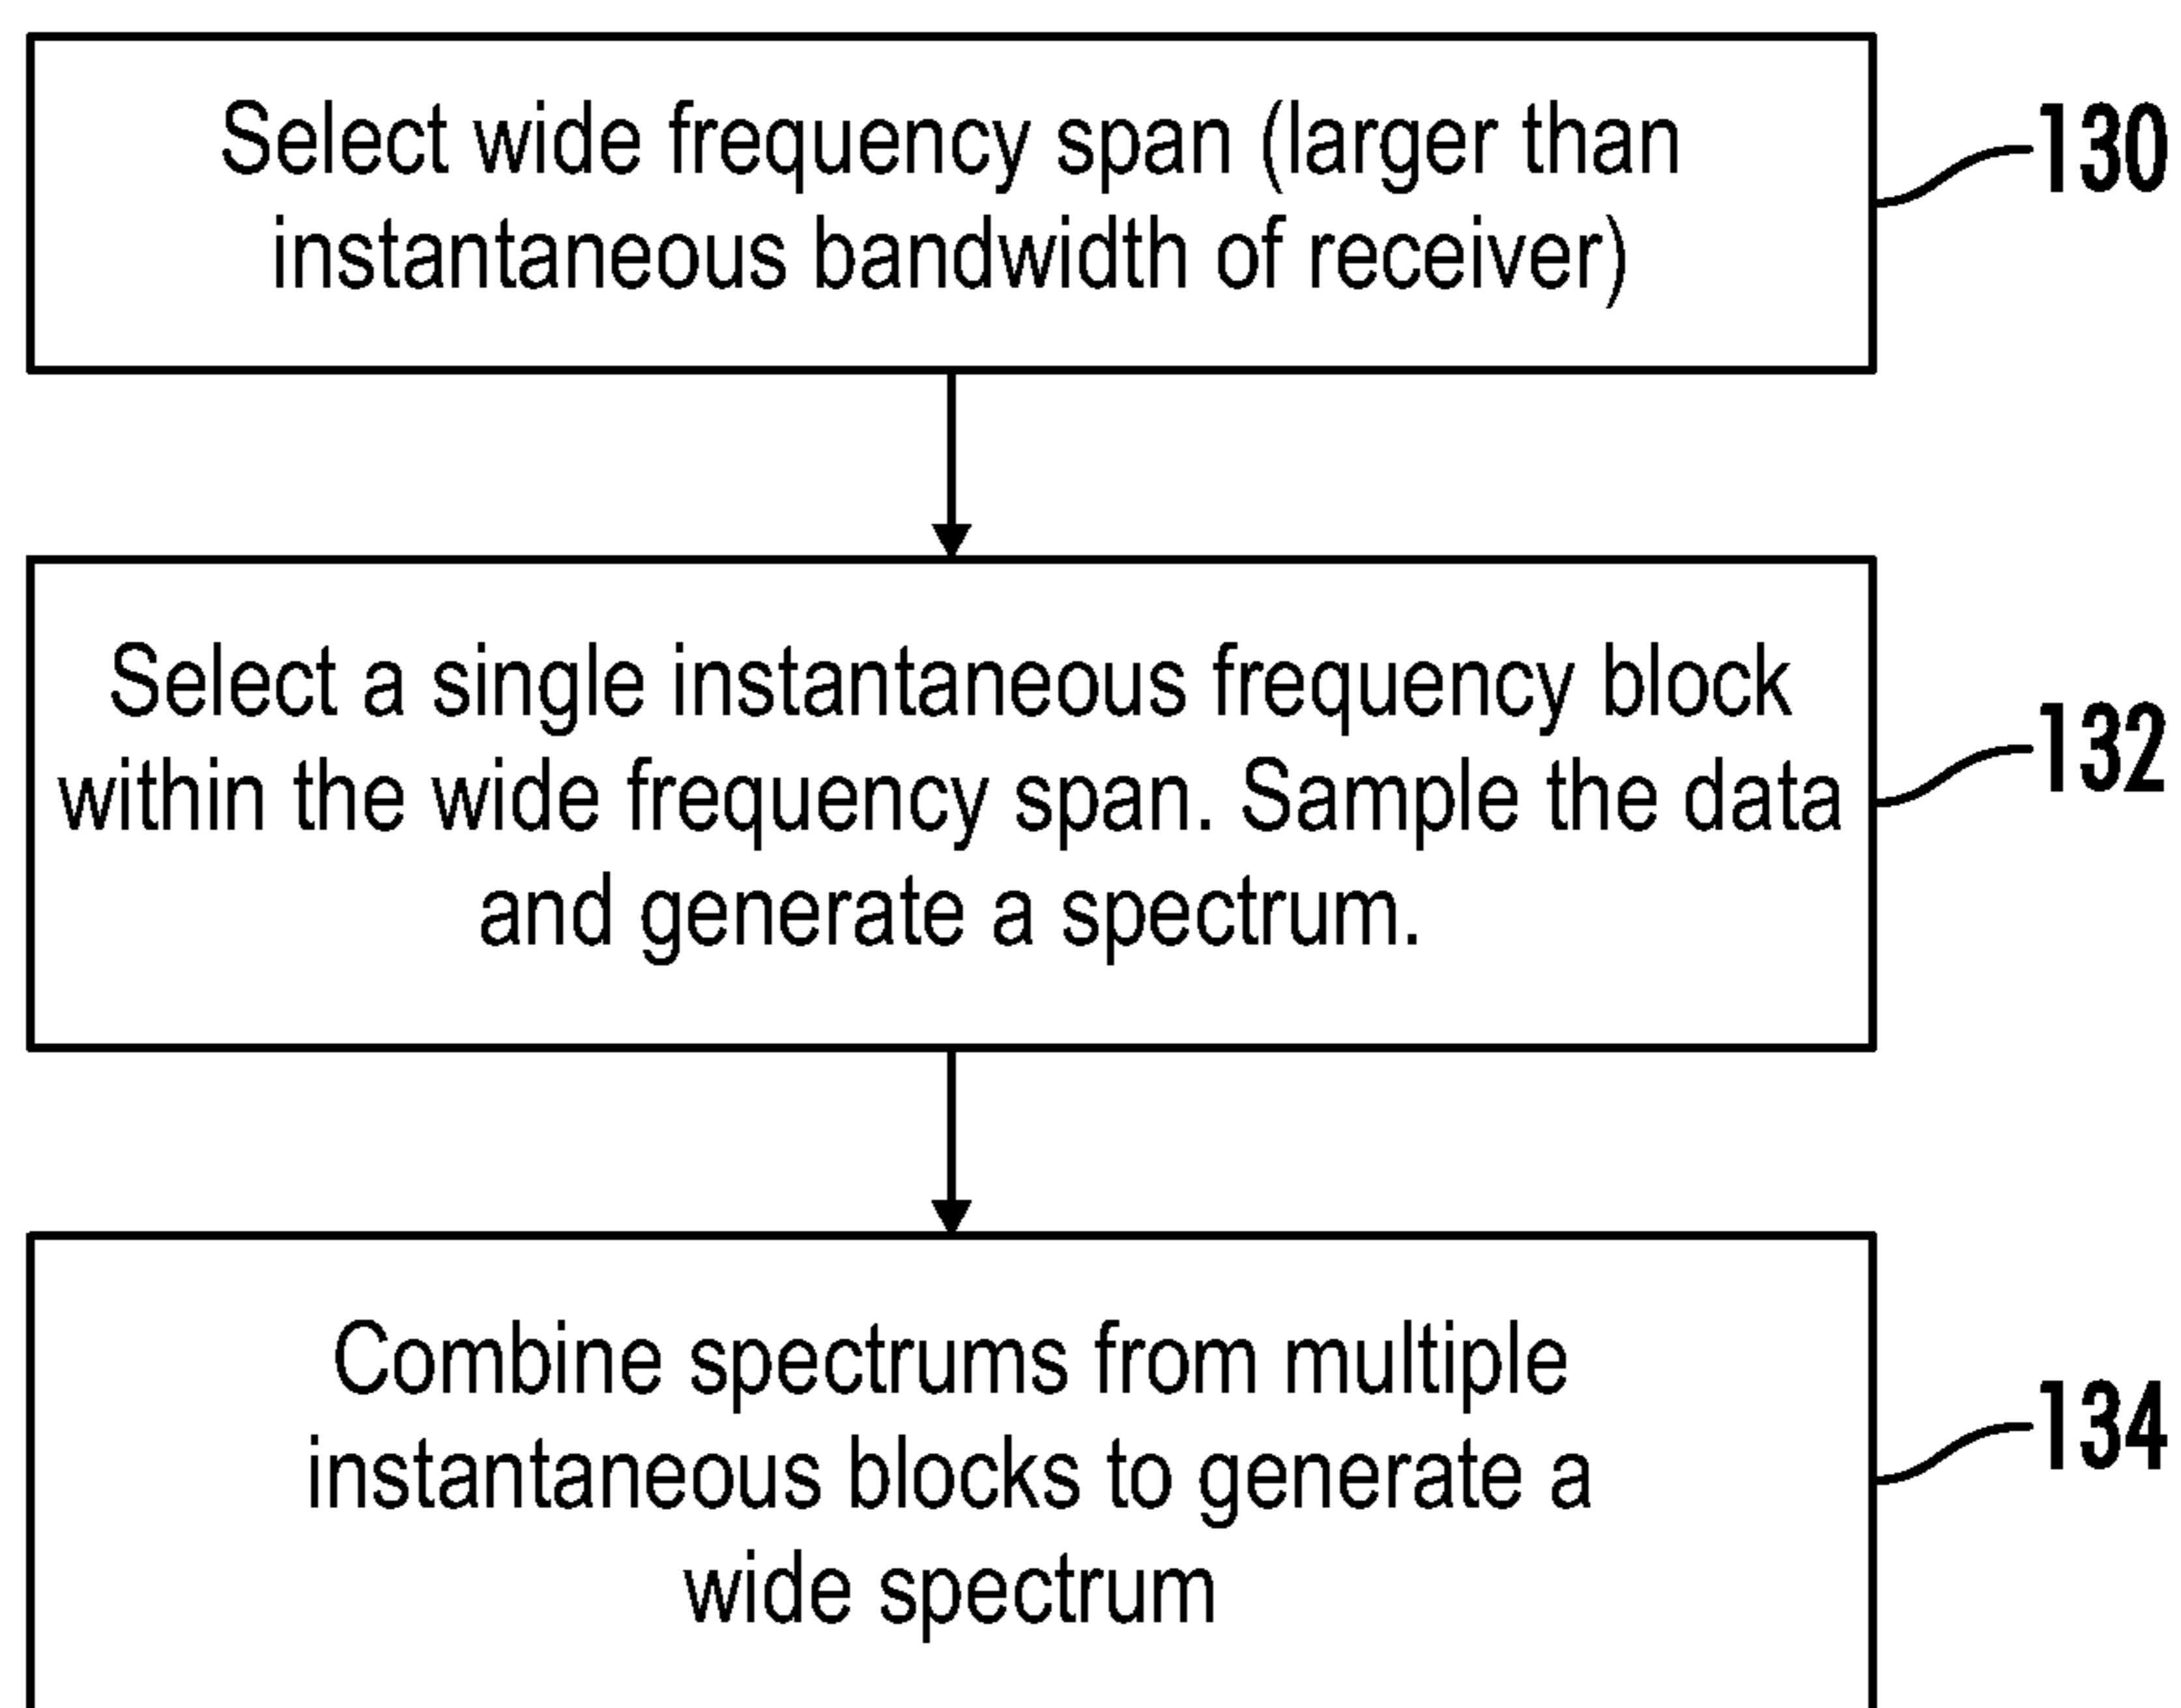 Select wide frequency span (larger than
instantaneous bandwidth of receiver)
130
Select a single instantaneous frequency block
within the wide frequency span. Sample the data
and generate a spectrum.
132
Combine spectrums from multiple
instantaneous blocks to generate a
wide spectrum
134